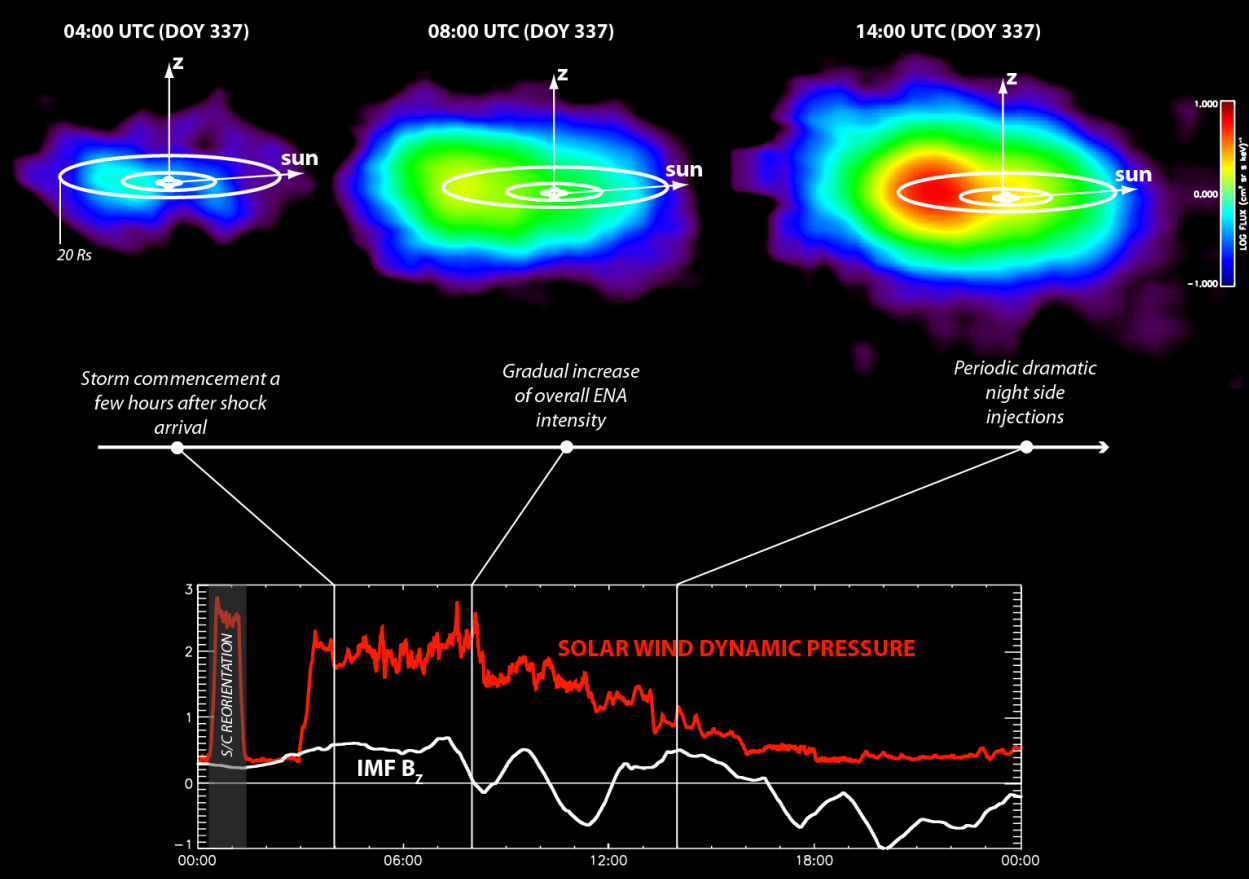 04:00 UTC (DOY 337)
08:00 UTC (DOY 337)
14:00 UTC (DOY 337)
z
sun
20 Rs
z
sun
z
sun
1.000
0.000
−1.000
LOG FLUX (cm² sr s keV)⁻¹
Storm commencement a
few hours after shock
arrival
Gradual increase
of overall ENA
intensity
Periodic dramatic
night side
injections
3
2
1
0
−1
S/C REORIENTATION
SOLAR WIND DYNAMIC PRESSURE
IMF Bz
00:00
06:00
12:00
18:00
00:00